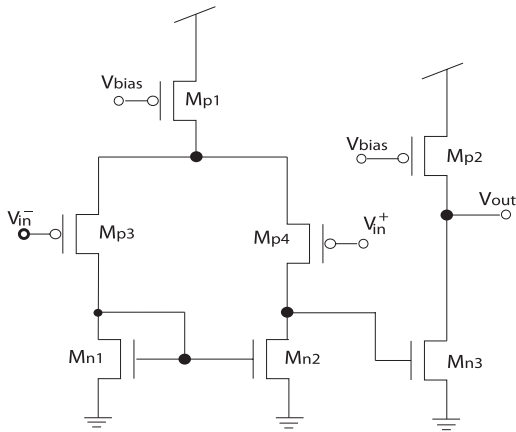 Vbias
Mp1
Vbias
Mp2
Vout
Vin-
Mp3
Mp4
Vin+
Mn1
Mn2
Mn3